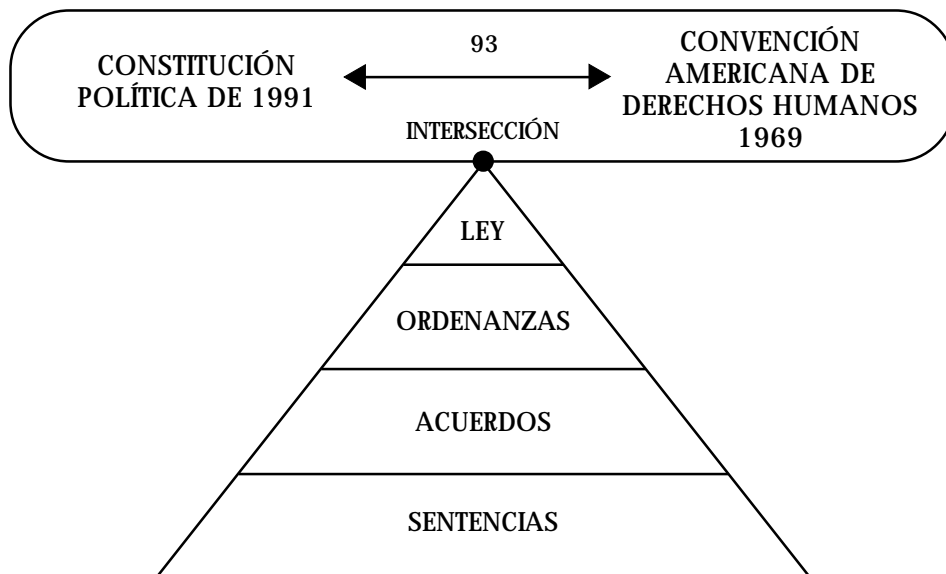 CONSTITUCIÓN
POLÍTICA DE 1991
93
CONVENCIÓN
AMERICANA DE
DERECHOS HUMANOS
1969
INTERSECCIÓN
LEY
ORDENANZAS
ACUERDOS
SENTENCIAS